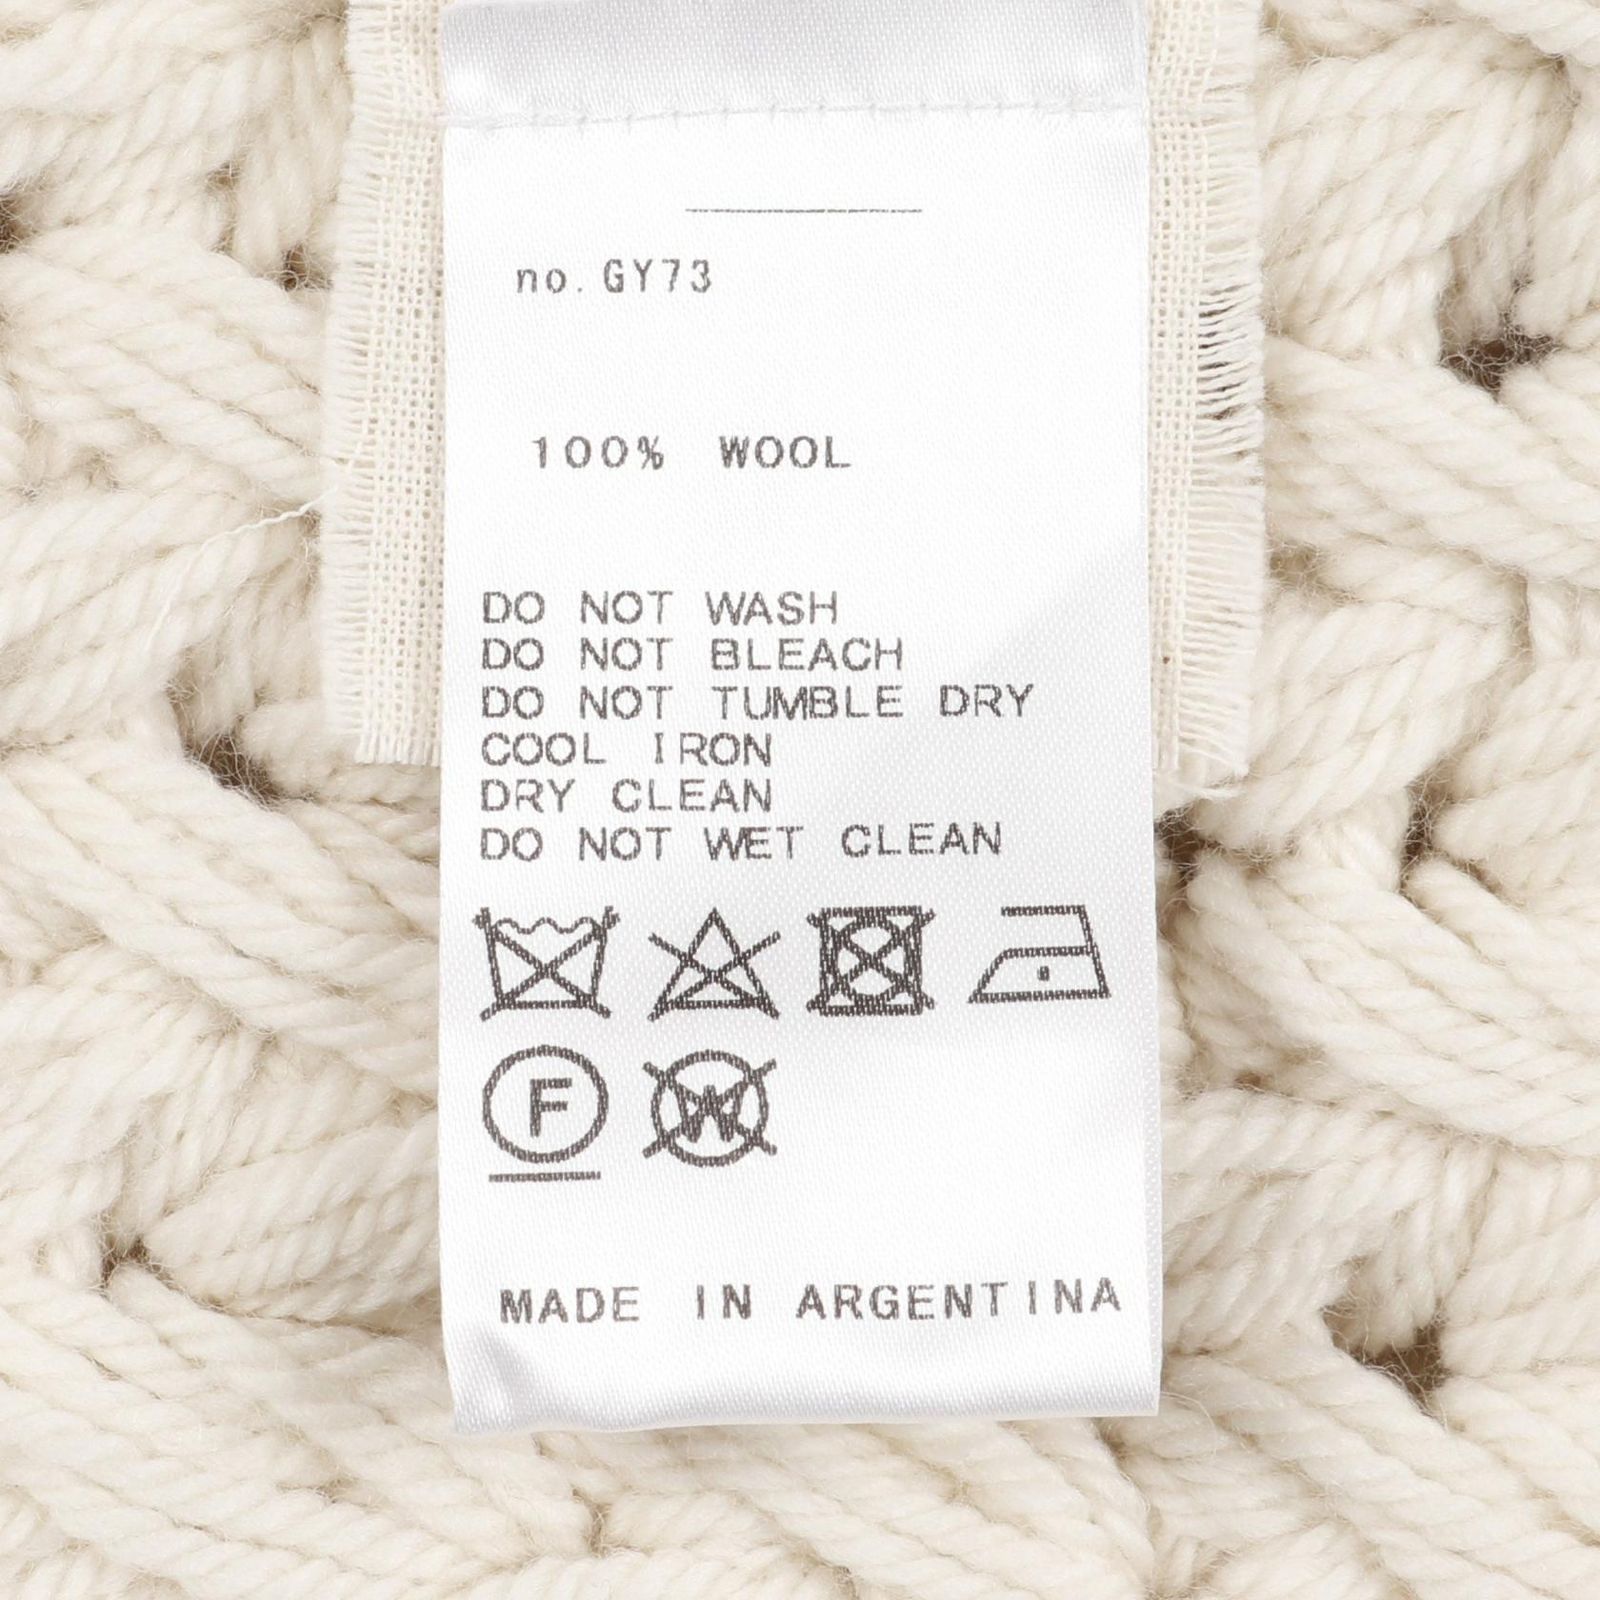 no. GY73
100% WOOL
DO NOT WASH
DO NOT BLEACH
DO NOT TUMBLE DRY
COOL IRON
DRY CLEAN
DO NOT WET CLEAN
F W
MADE IN ARGENTINA